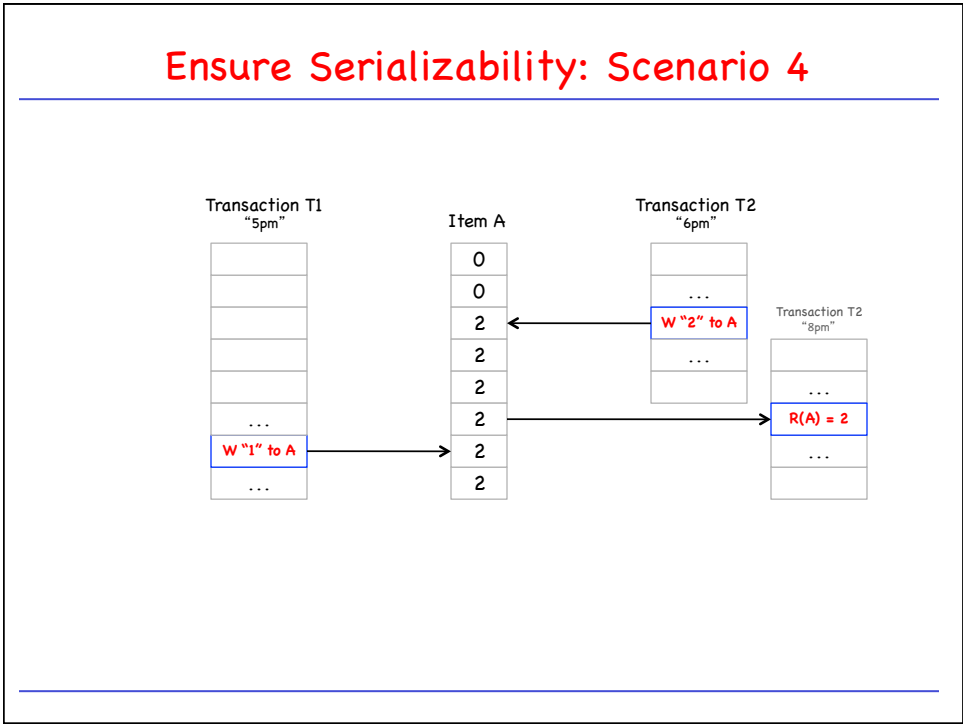 Ensure Serializability: Scenario 4
Transaction T1
“5pm”
...
W “1” to A
...
Item A
0
0
2
2
2
2
2
2
Transaction T2
“6pm”
...
W “2” to A
...
Transaction T2
“8pm”
...
R(A) = 2
...